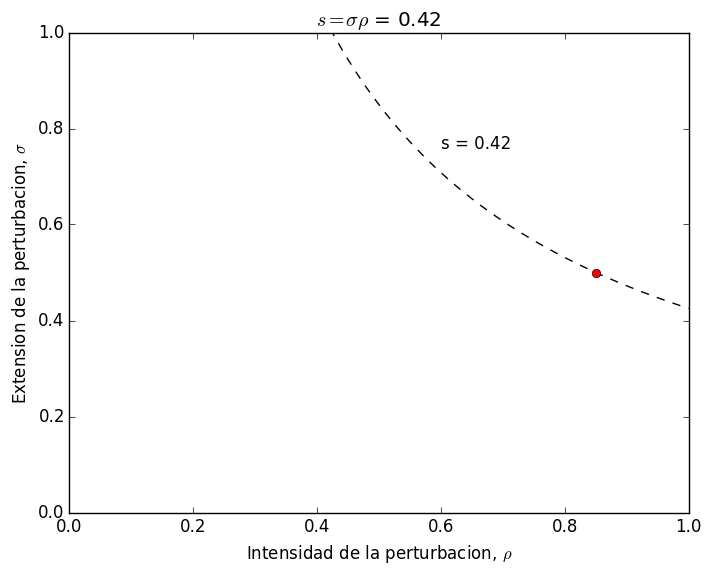 s=σρ = 0.42
1.0
0.8
s = 0.42
0.6
0.4
0.2
0.0
Extension de la perturbacion, σ
0.0 0.2 0.4 0.6 0.8 1.0
Intensidad de la perturbacion, ρ